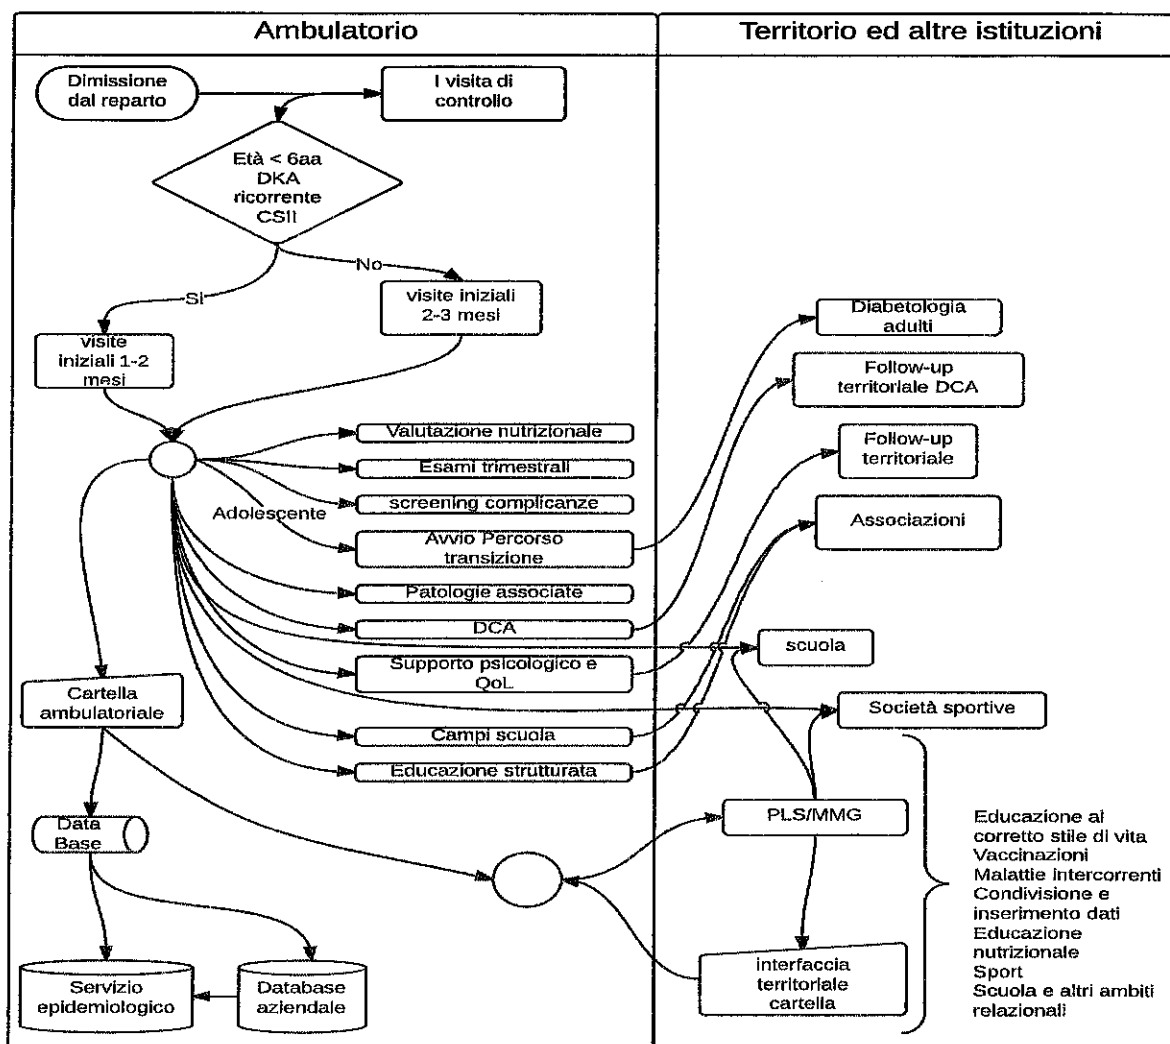 Ambulatorio
Territorio ed altre istituzioni
Dimissione
dal reparto
I visita di
controllo
Età < 6aa
DKA
ricorrente
CSII
No
Si
visite iniziali
2-3 mesi
visite
iniziali 1-2
mesi
Diabetologia
adulti
Follow-up
territoriale DCA
Valutazione nutrizionale
Follow-up
territoriale
Esami trimestrali
screening complicanze
Adolescente
Associazioni
Avvio Percorso
transizione
Patologie associate
DCA
scuola
Supporto psicologico e
QoL
Cartella
ambulatoriale
Società sportive
Campi scuola
Educazione strutturata
PLS/MMG
Data
Base
Educazione al
corretto stile di vita
Vaccinazioni
Malattie intercorrenti
Condivisione e
inserimento dati
Educazione
nutrizionale
Sport
Scuola e altri ambiti
relazionali
interfaccia
territoriale
cartella
Servizio
epidemiologico
Database
aziendale